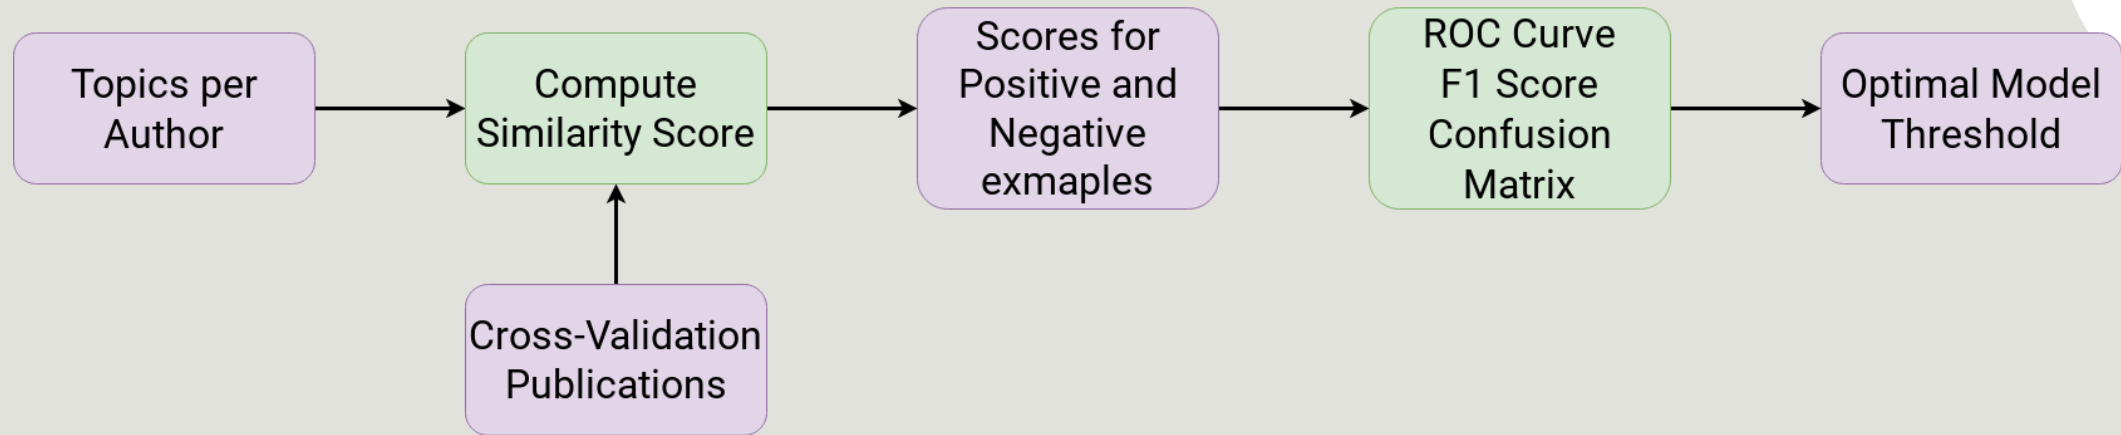 Topics per
Author
Compute
Similarity Score
Scores for
Positive and
Negative
exmaples
ROC Curve
F1 Score
Confusion
Matrix
Optimal Model
Threshold
Cross-Validation
Publications